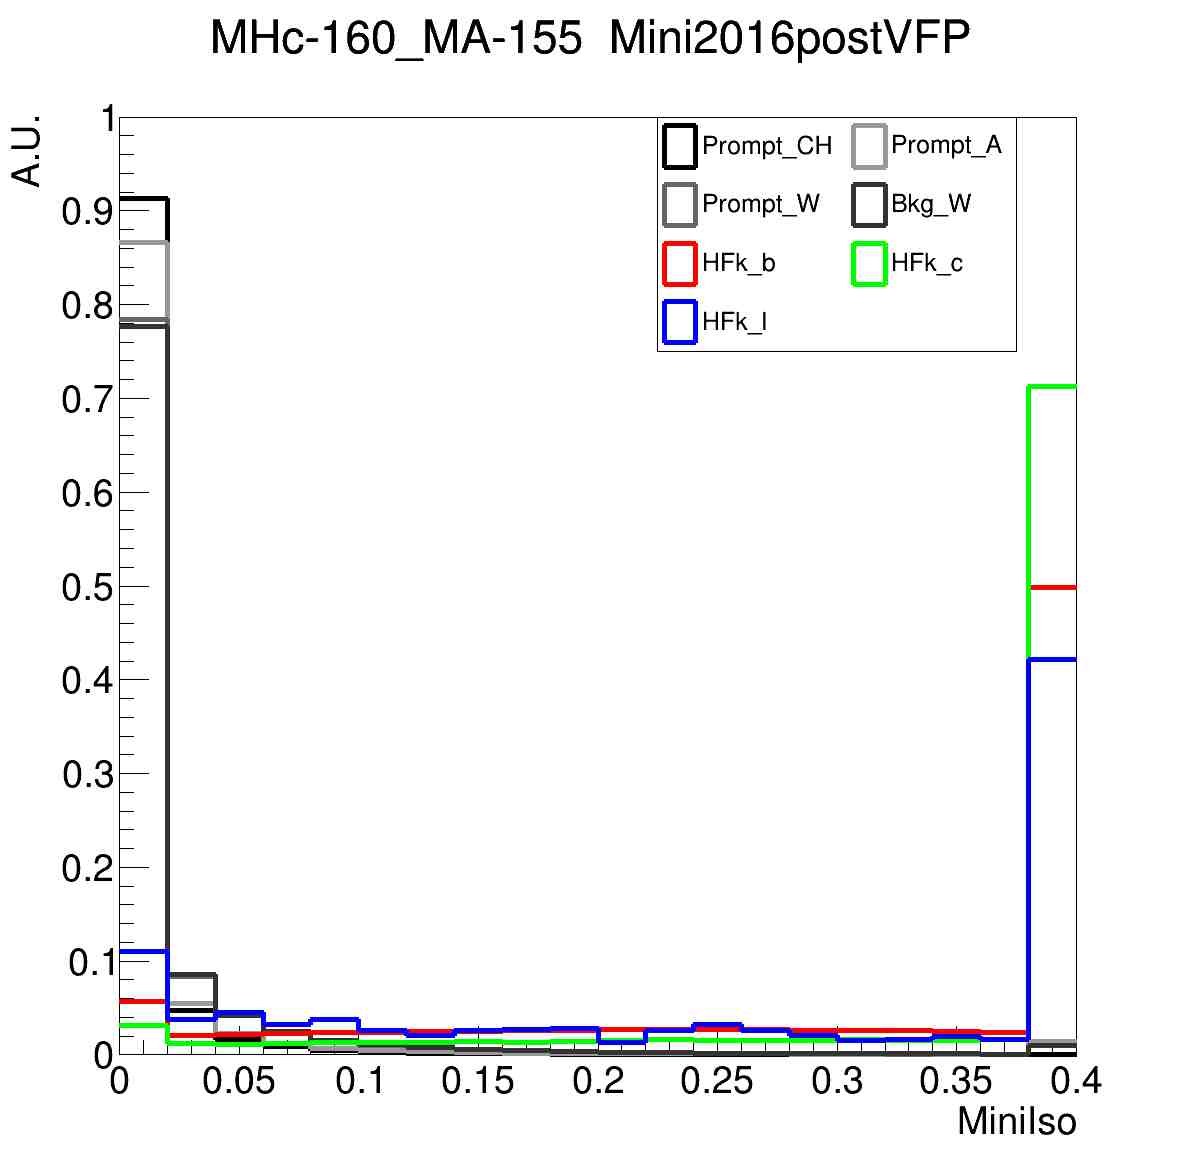 MHc-160_MA-155 Mini2016postVFP
A.U.
1
0.9
0.8
0.7
0.6
0.5
0.4
0.3
0.2
0.1
0
Prompt_CH Prompt_A
Prompt_W Bkg_W
HFk_b HFk_c
HFk_l
0 0.05 0.1 0.15 0.2 0.25 0.3 0.35 0.4
MiniIso